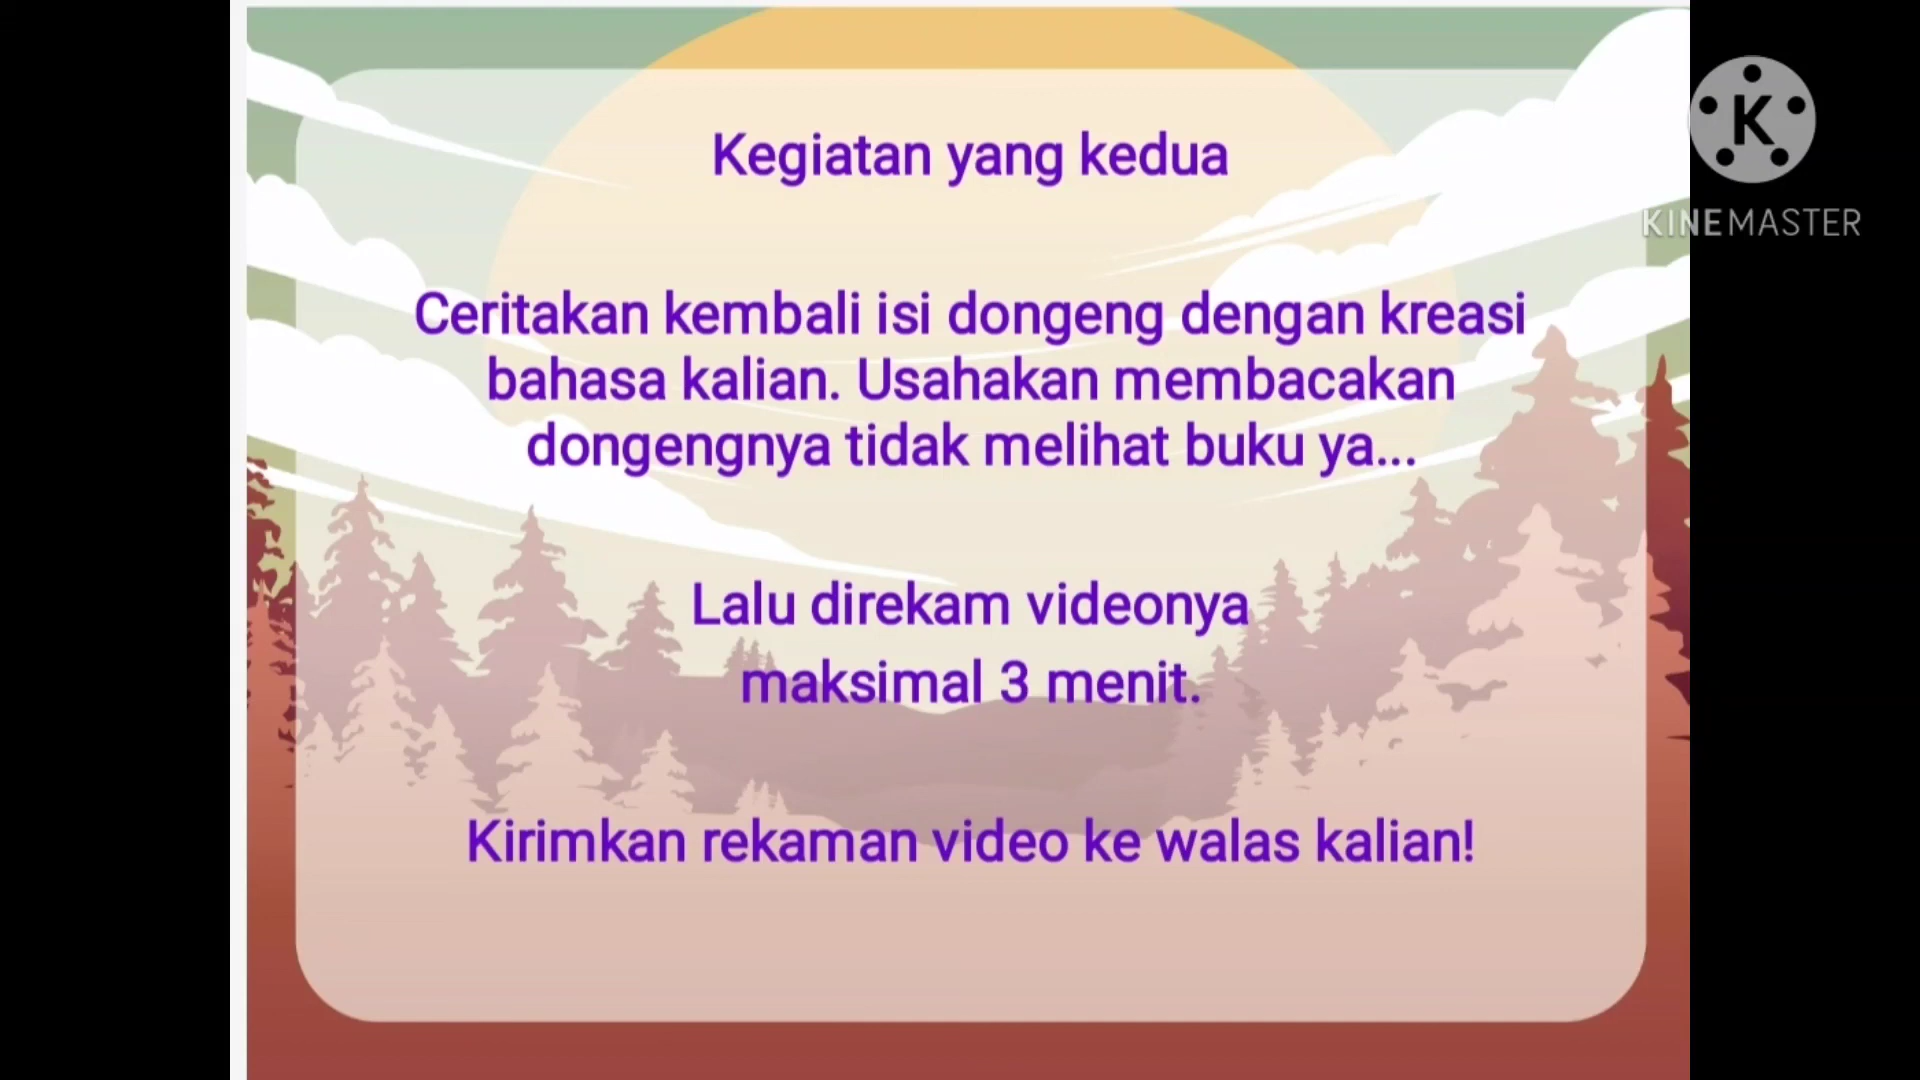 Kegiatan yang kedua
Ceritakan kembali isi dongeng dengan kreasi
bahasa kalian. Usahakan membacakan
dongengnya tidak melihat buku ya...
Lalu direkam videonya
maksimal 3 menit.
Kirimkan rekaman video ke walas kalian!
K
KINEMASTER